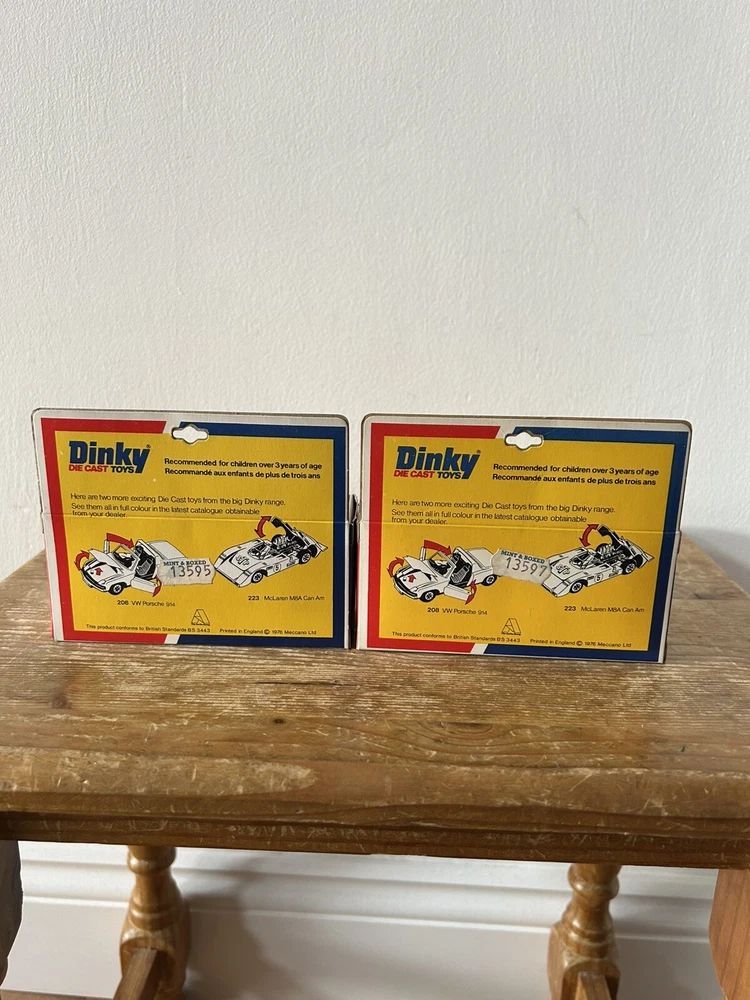 Dinky®
DIE CAST TOYS
Recommended for children over 3 years of age
Recommandé aux enfants de plus de trois ans
Here are two more exciting Die Cast toys from the big Dinky range.
See them all in full colour in the latest catalogue obtainable
from your dealer.
MINT & BOXED
13595
5
208 VW Porsche 914
223 McLaren M8A Can Am
This product conforms to British Standards BS 3443
Printed in England © 1976 Meccano Ltd
Dinky®
DIE CAST TOYS
Recommended for children over 3 years of age
Recommandé aux enfants de plus de trois ans
Here are two more exciting Die Cast toys from the big Dinky range.
See them all in full colour in the latest catalogue obtainable
from your dealer.
MINT & BOXED
13597
5
208 VW Porsche 914
223 McLaren M8A Can Am
This product conforms to British Standards BS 3443
Printed in England © 1976 Meccano Ltd